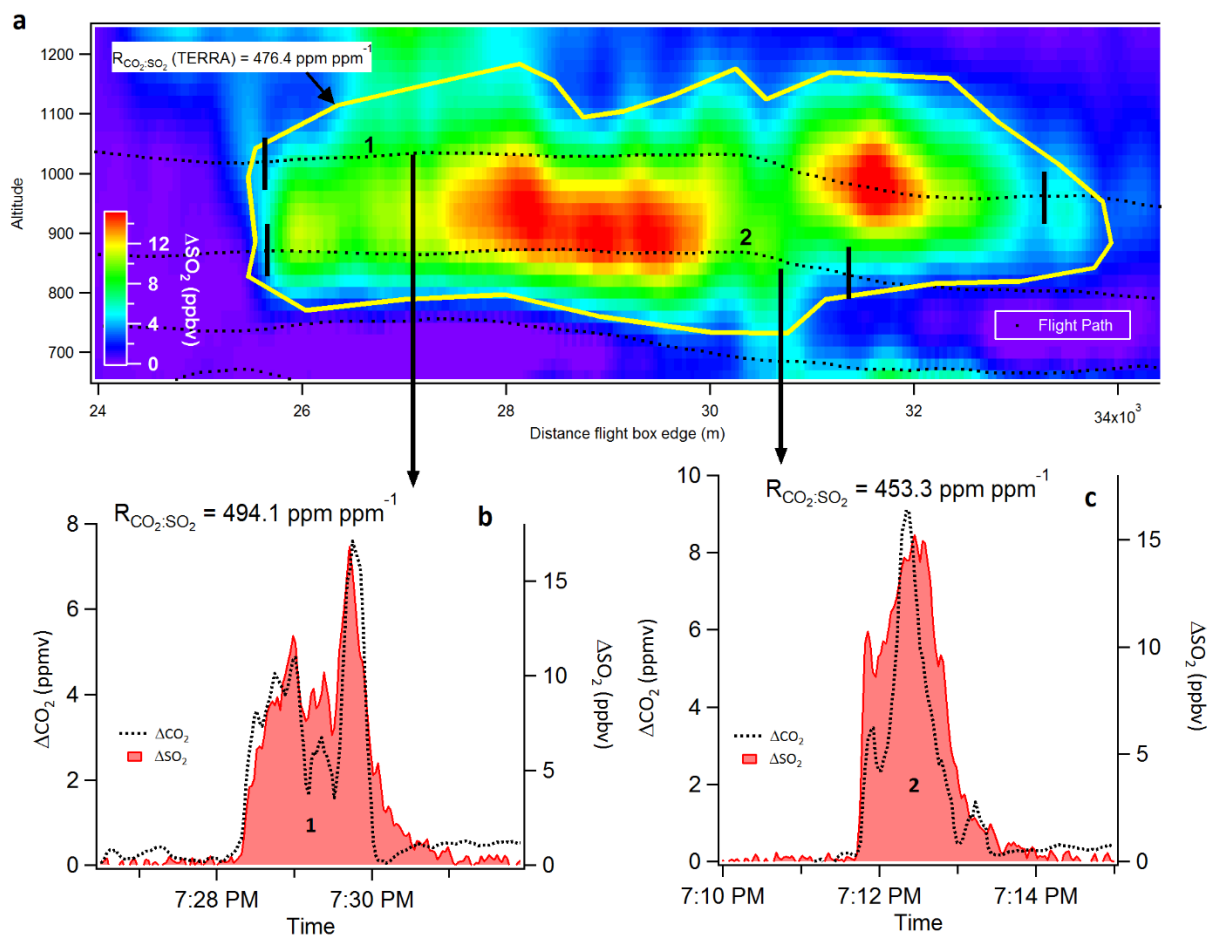 a
R CO2:SO2 (TERRA) = 476.4 ppm ppm-1
1200
1100
1000
900
800
700
Altitude
12
8
4
0
ΔSO2 (ppbv)
1
2
Flight Path
24
26
28
30
32
34x10^3
Distance flight box edge (m)
R CO2:SO2 = 494.1 ppm ppm-1
b
8
6
4
2
0
ΔCO2 (ppmv)
15
10
5
0
ΔSO2 (ppbv)
ΔCO2
ΔSO2
1
7:28 PM
7:30 PM
Time
R CO2:SO2 = 453.3 ppm ppm-1
c
10
8
6
4
2
0
ΔCO2 (ppmv)
15
10
5
0
ΔSO2 (ppbv)
ΔCO2
ΔSO2
2
7:10 PM
7:12 PM
7:14 PM
Time